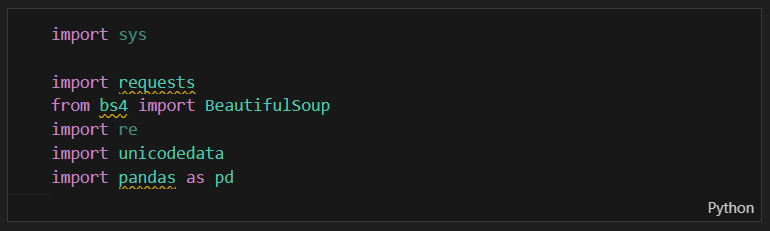 import sys
import requests
from bs4 import BeautifulSoup
import re
import unicodedata
import pandas as pd
Python